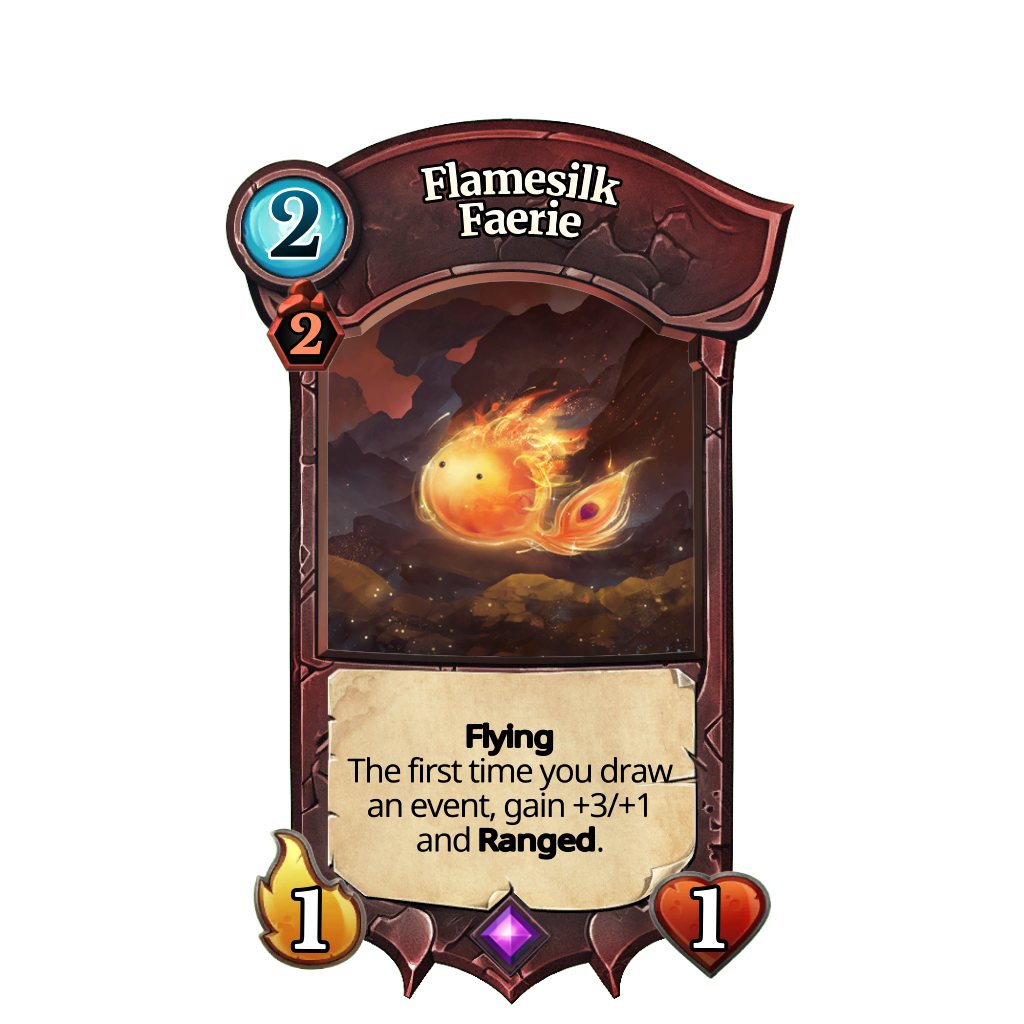 2
Flamesilk
Faerie
2
Flying
The first time you draw
an event, gain +3/+1
and Ranged.
1
1